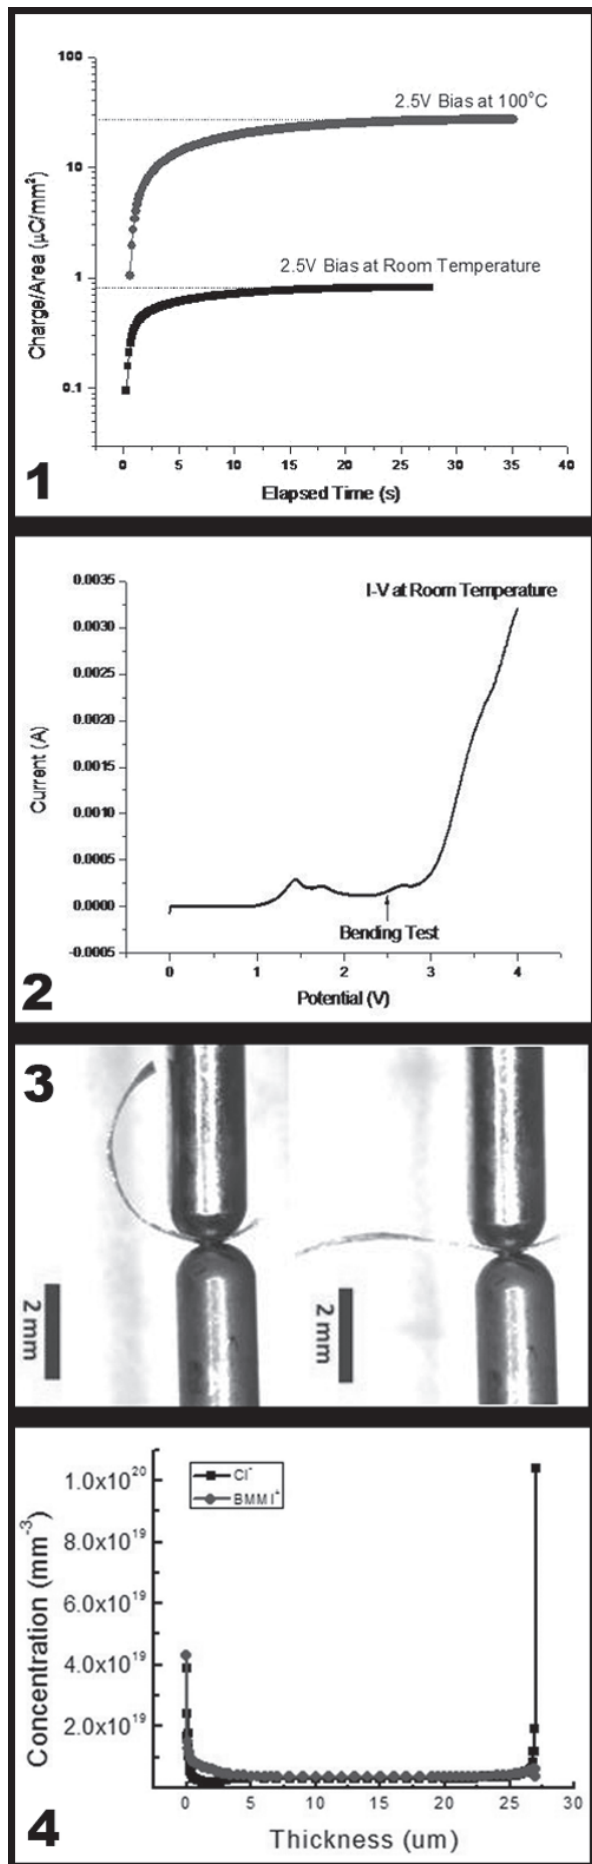 100
2.5V Bias at 100°C
10
2.5V Bias at Room Temperature
1
0.1
Charge/Area (µC/mm²)
0 5 10 15 20 25 30 35 40
Elapsed Time (s)
1
0.0035
I-V at Room Temperature
0.0030
0.0025
0.0020
0.0015
0.0010
0.0005
0.0000
-0.0005
Current (A)
Bending Test
0 1 2 3 4
Potential (V)
2
3
2 mm
2 mm
Cl⁻
BMMI⁺
1.0x10²⁰
8.0x10¹⁹
6.0x10¹⁹
4.0x10¹⁹
2.0x10¹⁹
Concentration (mm⁻³)
0 5 10 15 20 25 30
Thickness (um)
4